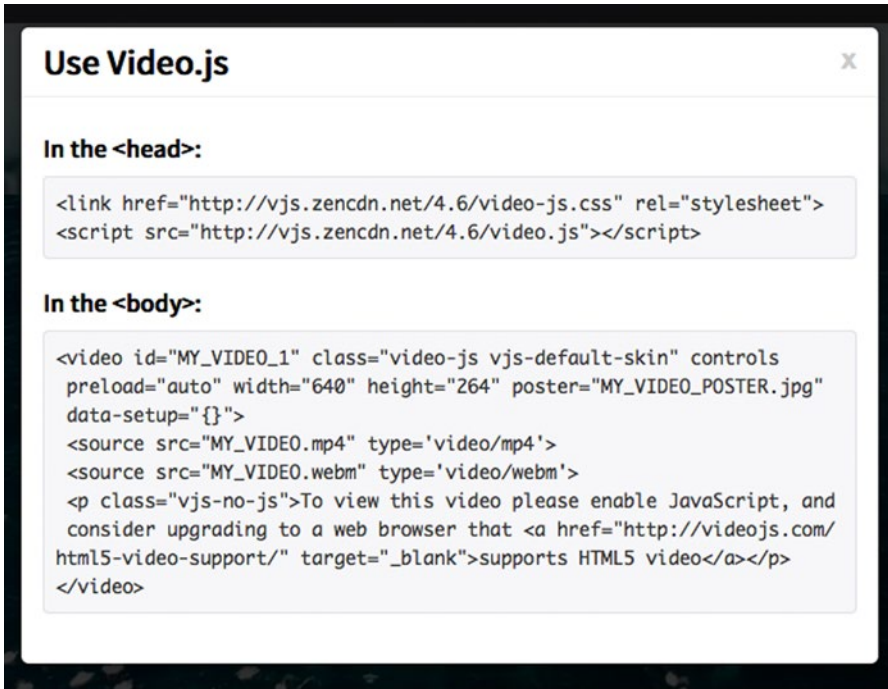 Use Video.js
x
In the <head>:
<link href="http://vjs.zencdn.net/4.6/video-js.css" rel="stylesheet">
<script src="http://vjs.zencdn.net/4.6/video.js"></script>
In the <body>:
<video id="MY_VIDEO_1" class="video-js vjs-default-skin" controls
preload="auto" width="640" height="264" poster="MY_VIDEO_POSTER.jpg"
data-setup="{}">
<source src="MY_VIDEO.mp4" type='video/mp4'>
<source src="MY_VIDEO.webm" type='video/webm'>
<p class="vjs-no-js">To view this video please enable JavaScript, and
consider upgrading to a web browser that <a href="http://videojs.com/
html5-video-support/" target="_blank">supports HTML5 video</a></p>
</video>